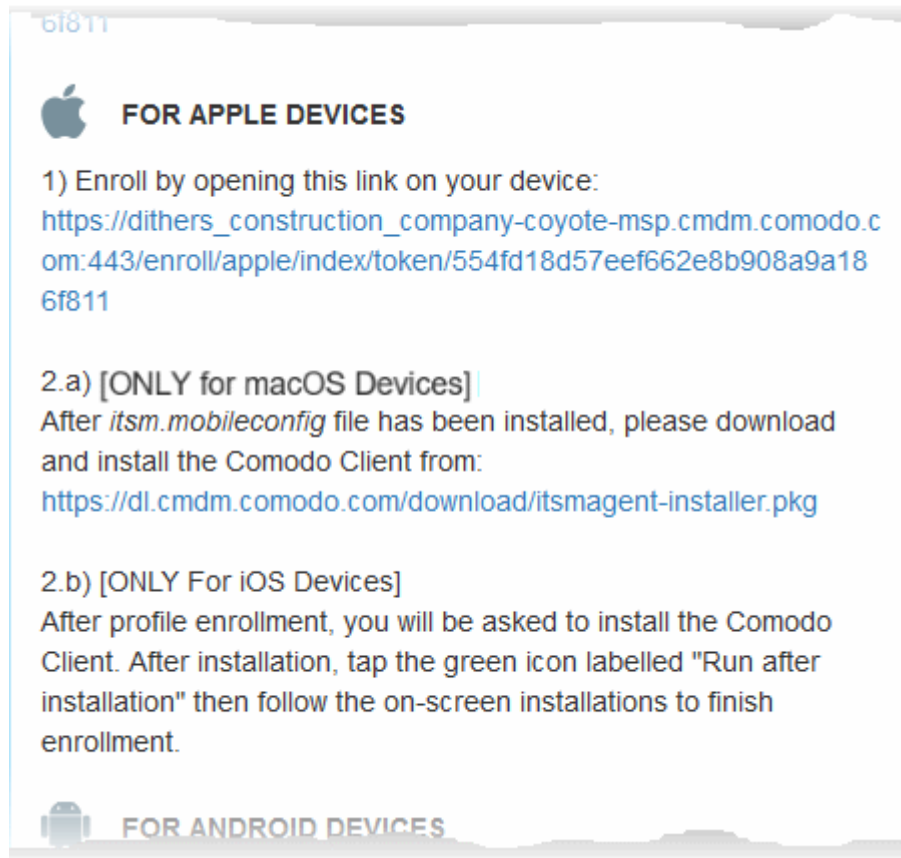 6f811
FOR APPLE DEVICES
1) Enroll by opening this link on your device:
https://dithers_construction_company-coyote-msp.cmdm.comodo.c
om:443/enroll/apple/index/token/554fd18d57eef662e8b908a9a18
6f811
2.a) [ONLY for macOS Devices]
After itsm.mobileconfig file has been installed, please download
and install the Comodo Client from:
https://dl.cmdm.comodo.com/download/itsmagent-installer.pkg
2.b) [ONLY For iOS Devices]
After profile enrollment, you will be asked to install the Comodo
Client. After installation, tap the green icon labelled "Run after
installation" then follow the on-screen installations to finish
enrollment.
FOR ANDROID DEVICES